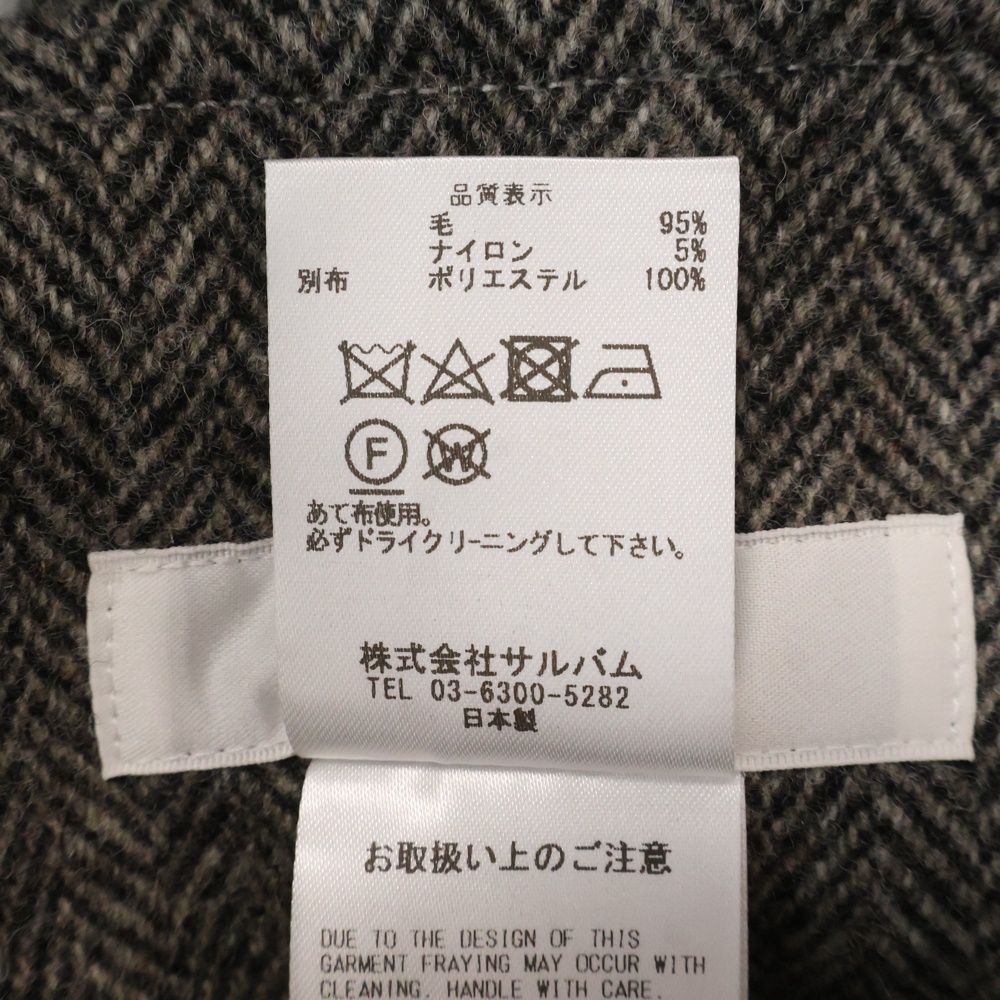 品質表示
毛 95%
ナイロン 5%
別布 ポリエステル 100%
F W
あて布使用。
必ずドライクリーニングして下さい。
株式会社サルバム
TEL 03-6300-5282
日本製
お取扱い上のご注意
DUE TO THE DESIGN OF THIS
GARMENT FRAYING MAY OCCUR WITH
CLEANING. HANDLE WITH CARE.